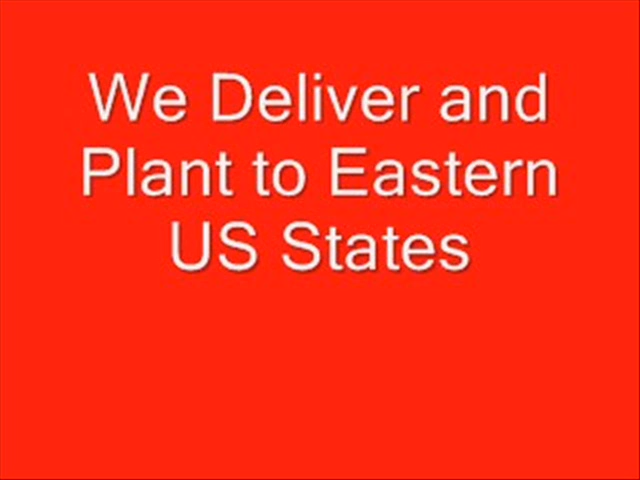 We Deliver and
Plant to Eastern
US States